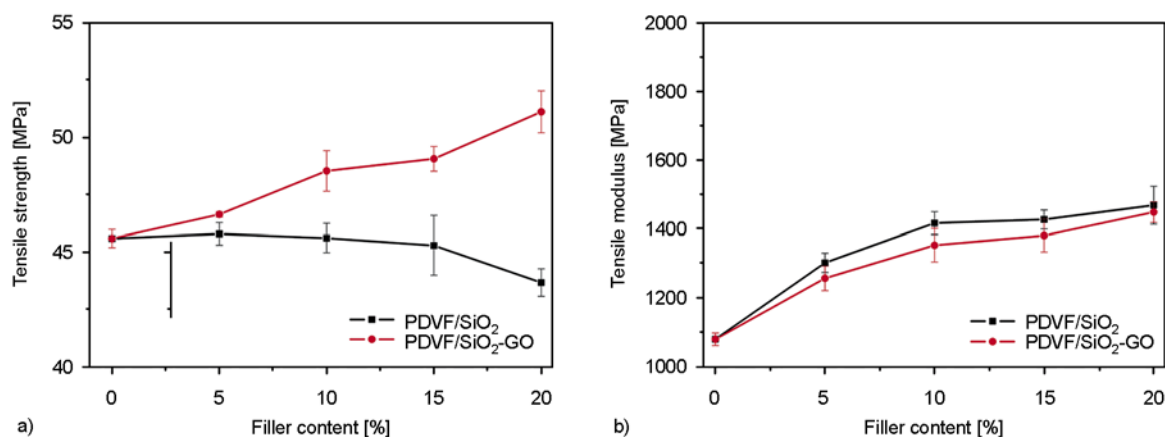 55
50
45
40
Tensile strength [MPa]
0 5 10 15 20
Filler content [%]
PDVF/SiO₂
PDVF/SiO₂-GO
a)
2000
1800
1600
1400
1200
1000
Tensile modulus [MPa]
0 5 10 15 20
Filler content [%]
PDVF/SiO₂
PDVF/SiO₂-GO
b)